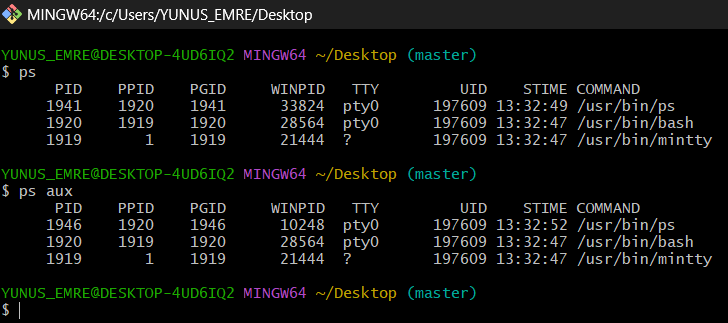 MINGW64:/c/Users/YUNUS_EMRE/Desktop
YUNUS_EMRE@DESKTOP-4UD6IQ2 MINGW64 ~/Desktop (master)
$ ps
PID PPID PGID WINPID TTY UID STIME COMMAND
1941 1920 1941 33824 pty0 197609 13:32:49 /usr/bin/ps
1920 1919 1920 28564 pty0 197609 13:32:47 /usr/bin/bash
1919 1 1919 21444 ? 197609 13:32:47 /usr/bin/mintty
YUNUS_EMRE@DESKTOP-4UD6IQ2 MINGW64 ~/Desktop (master)
$ ps aux
PID PPID PGID WINPID TTY UID STIME COMMAND
1946 1920 1946 10248 pty0 197609 13:32:52 /usr/bin/ps
1920 1919 1920 28564 pty0 197609 13:32:47 /usr/bin/bash
1919 1 1919 21444 ? 197609 13:32:47 /usr/bin/mintty
YUNUS_EMRE@DESKTOP-4UD6IQ2 MINGW64 ~/Desktop (master)
$